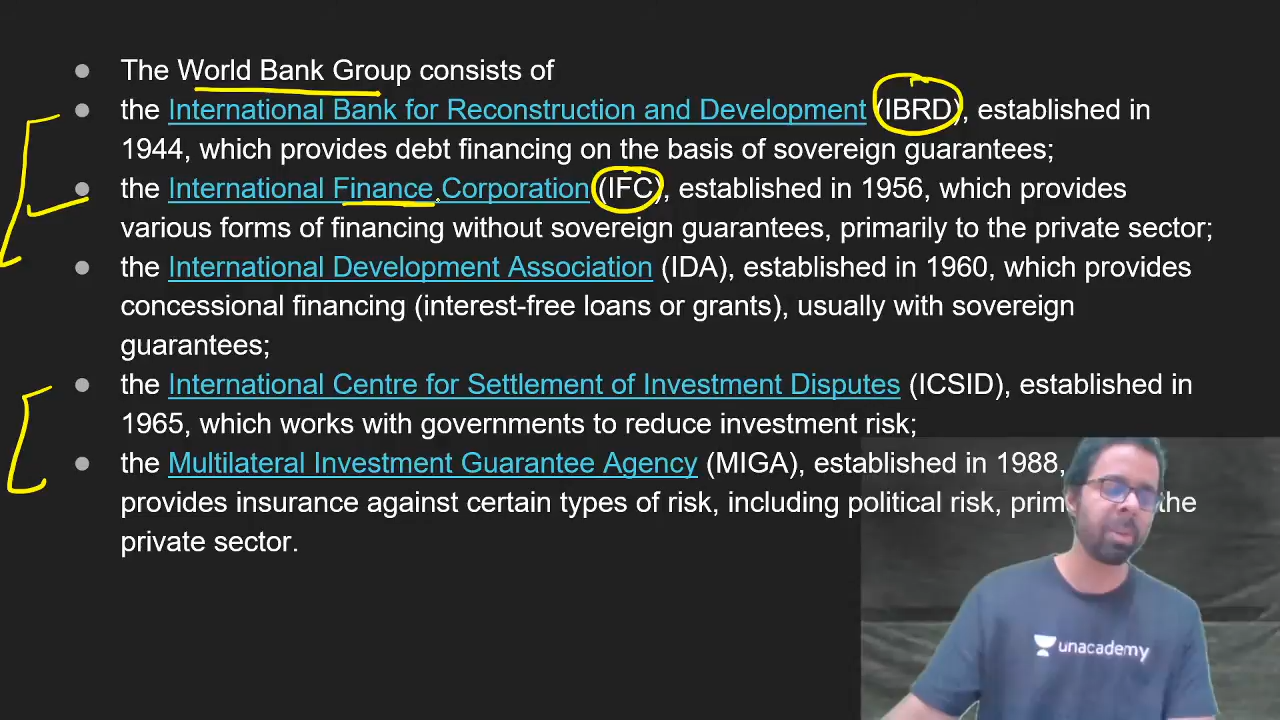 The World Bank Group consists of
the International Bank for Reconstruction and Development (IBRD), established in
1944, which provides debt financing on the basis of sovereign guarantees;
the International Finance Corporation (IFC), established in 1956, which provides
various forms of financing without sovereign guarantees, primarily to the private sector;
the International Development Association (IDA), established in 1960, which provides
concessional financing (interest-free loans or grants), usually with sovereign
guarantees;
the International Centre for Settlement of Investment Disputes (ICSID), established in
1965, which works with governments to reduce investment risk;
the Multilateral Investment Guarantee Agency (MIGA), established in 1988,
provides insurance against certain types of risk, including political risk, the
private sector.
unacademy